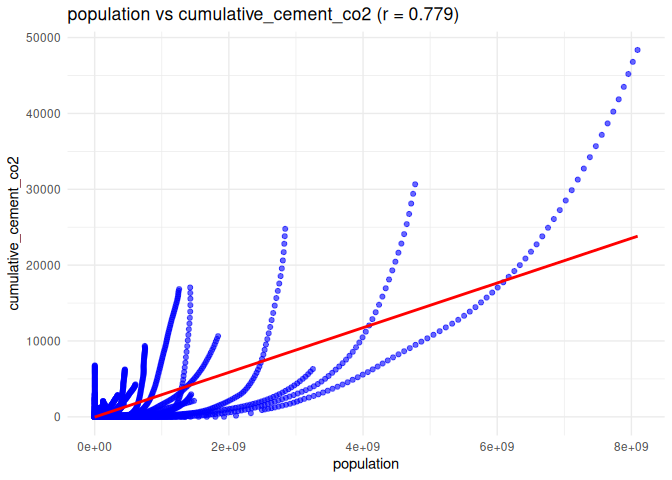 population vs cumulative_cement_co2 (r = 0.779)
50000
40000
30000
20000
10000
0
cumulative_cement_co2
0e+00 2e+09 4e+09 6e+09 8e+09
population